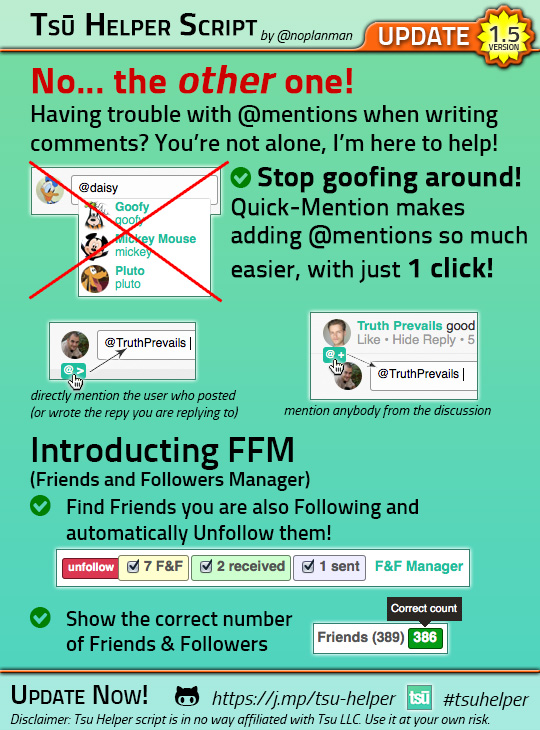 Tsū Helper Script by @noplanman
UPDATE 1.5 VERSION
No... the other one!
Having trouble with @mentions when writing
comments? You're not alone, I'm here to help!
@daisy
Goofy
goofy
Mickey Mouse
mickey
Pluto
pluto
Stop goofing around!
Quick-Mention makes
adding @mentions so much
easier, with just 1 click!
@TruthPrevails
@ >
directly mention the user who posted
(or wrote the repy you are replying to)
Truth Prevails good
Like • Hide Reply • 5
@ +
@TruthPrevails
mention anybody from the discussion
Introducting FFM
(Friends and Followers Manager)
Find Friends you are also Following and
automatically Unfollow them!
unfollow 7 F&F 2 received 1 sent F&F Manager
Show the correct number
of Friends & Followers
Correct count
Friends (389) 386
Update Now! https://j.mp/tsu-helper tsū #tsuhelper
Disclaimer: Tsu Helper script is in no way affiliated with Tsu LLC. Use it at your own risk.